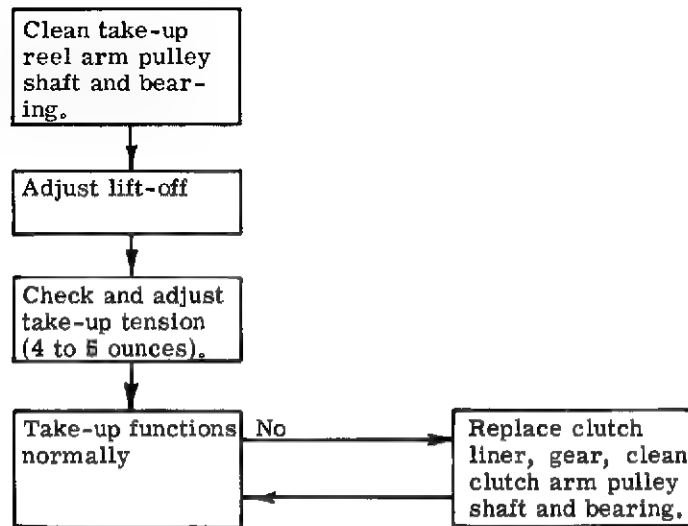 Clean take-up
reel arm pulley
shaft and bear-
ing.
Adjust lift-off
Check and adjust
take-up tension
(4 to 6 ounces).
Take-up functions
normally
No
Replace clutch
liner, gear, clean
clutch arm pulley
shaft and bearing.